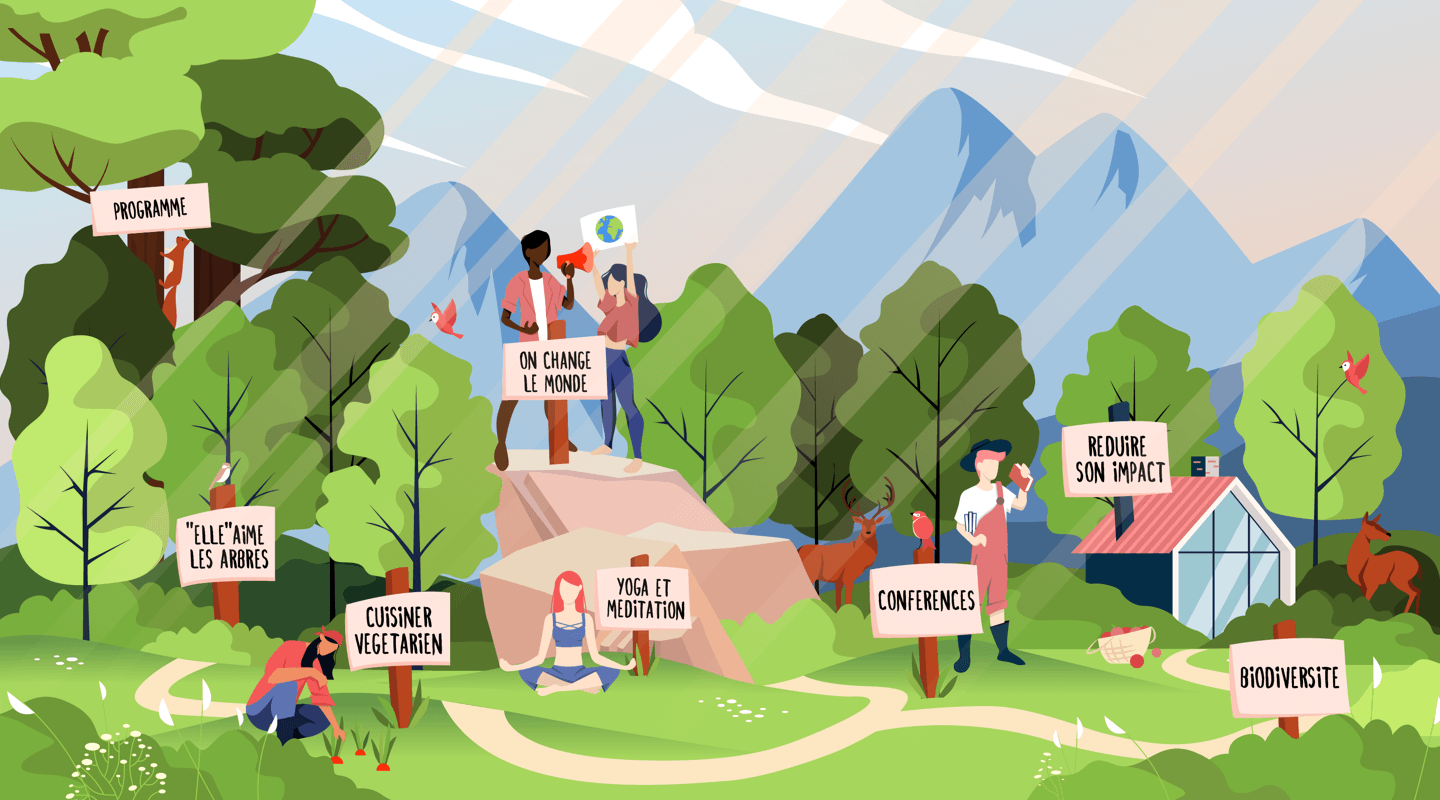 PROGRAMME
ON CHANGE
LE MONDE
"ELLE" AIME
LES ARBRES
CUISINER
VEGETARIEN
YOGA ET
MEDITATION
CONFERENCES
REDUIRE
SON IMPACT
BIODIVERSITE